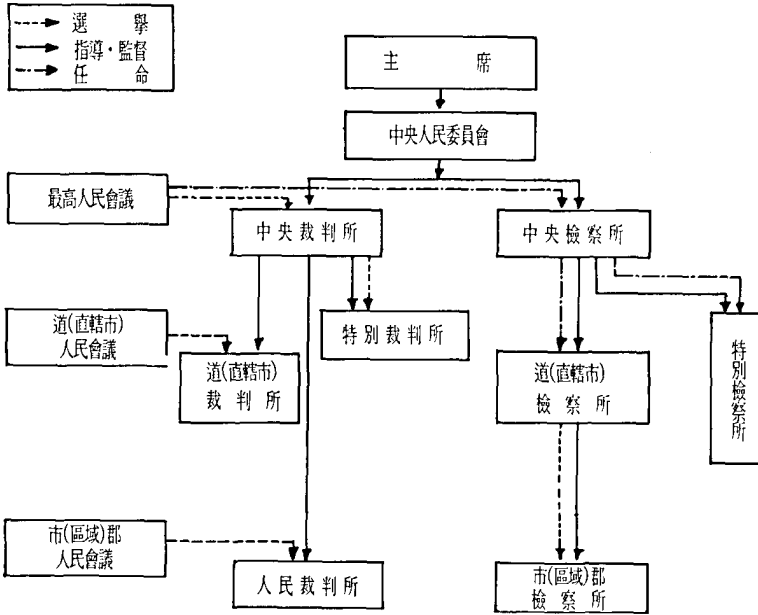 選 擧
指導・監督
任 命
主 席
中央人民委員會
最高人民會議
中央裁判所
中央檢察所
道(直轄市)
人民會議
特別裁判所
特別檢察所
道(直轄市)
裁判所
道(直轄市)
檢察所
市(區域)郡
人民會議
人民裁判所
市(區域)郡
檢察所